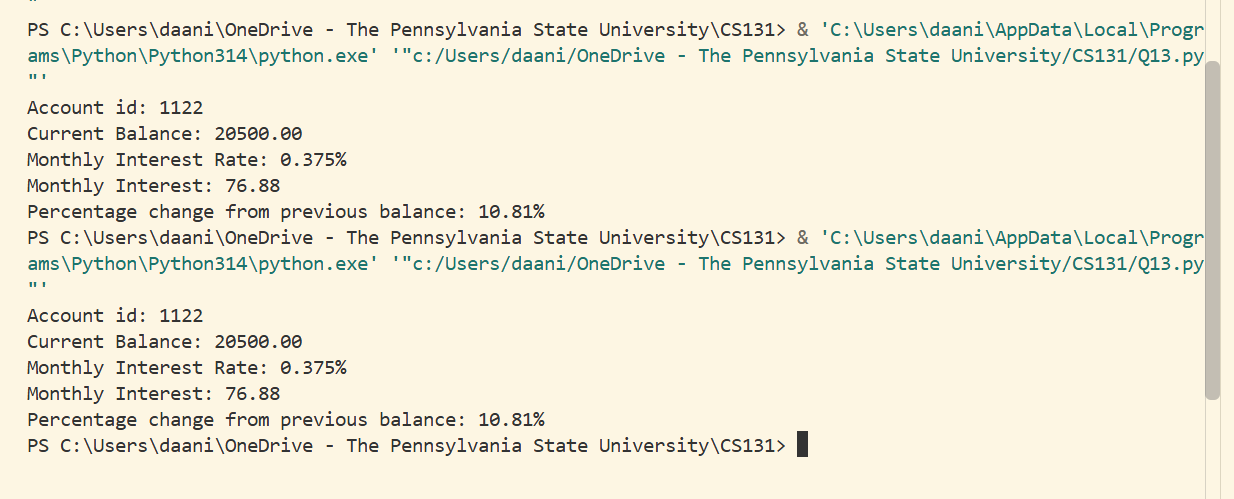 "
PS C:\Users\daani\OneDrive - The Pennsylvania State University\CS131> & 'C:\Users\daani\AppData\Local\Progr
ams\Python\Python314\python.exe' '"c:/Users/daani/OneDrive - The Pennsylvania State University/CS131/Q13.py
"'
Account id: 1122
Current Balance: 20500.00
Monthly Interest Rate: 0.375%
Monthly Interest: 76.88
Percentage change from previous balance: 10.81%
PS C:\Users\daani\OneDrive - The Pennsylvania State University\CS131> & 'C:\Users\daani\AppData\Local\Progr
ams\Python\Python314\python.exe' '"c:/Users/daani/OneDrive - The Pennsylvania State University/CS131/Q13.py
"'
Account id: 1122
Current Balance: 20500.00
Monthly Interest Rate: 0.375%
Monthly Interest: 76.88
Percentage change from previous balance: 10.81%
PS C:\Users\daani\OneDrive - The Pennsylvania State University\CS131>